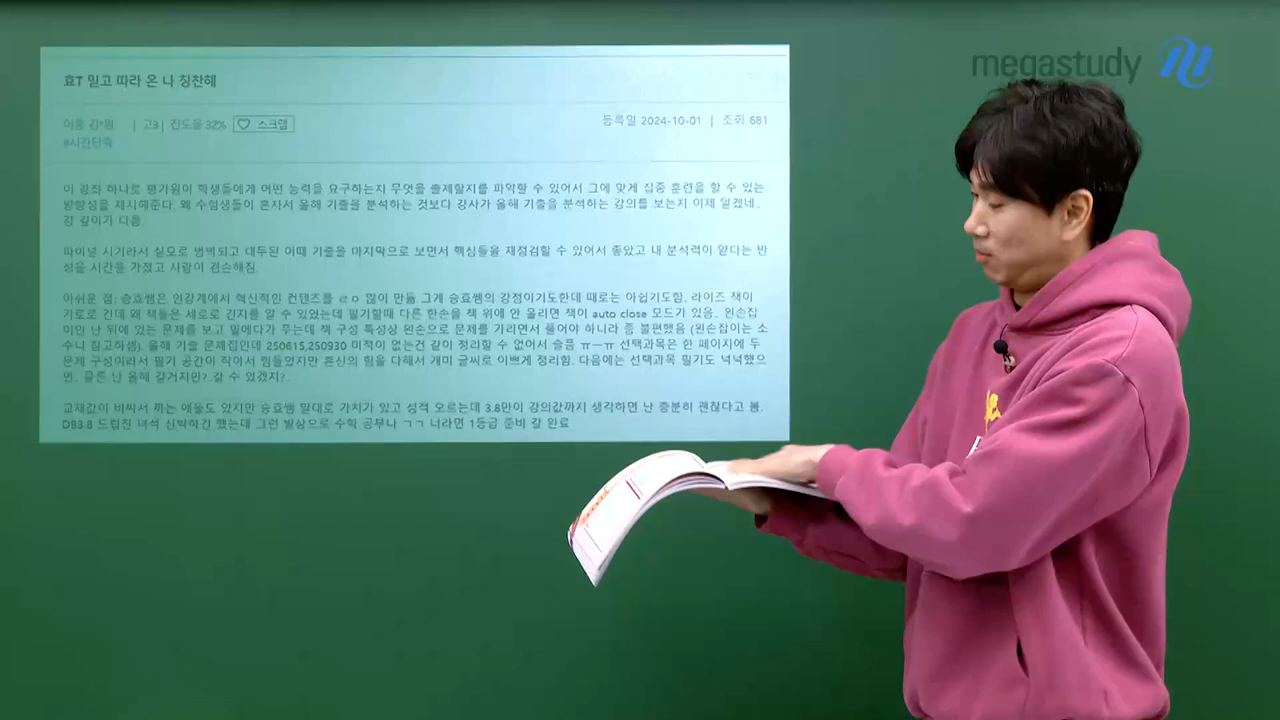 megastudy
효T 믿고 따라 온 나 칭찬해
이름 김*원 | 고3 | 진도율 32% ♡ 스크랩
등록일 2024-10-01 | 조회 681
#시간단축
이 강좌 하나로 평가원이 학생들에게 어떤 능력을 요구하는지 무엇을 출제할지를 파악할 수 있어서 그에 맞게 집중 훈련을 할 수 있는
방향성을 제시해준다. 왜 수험생들이 혼자서 올해 기출을 분석하는 것보다 강사가 올해 기출을 분석하는 강의를 보는지 이제 알겠네..
걍 깊이가 다름
파이널 시기라서 실모로 범벅되고 대두된 이때 기출을 마지막으로 보면서 핵심들을 재정검할 수 있어서 좋았고 내 분석력이 얕다는 반
성을 시간을 가졌고 사람이 겸손해짐.
아쉬운 점: 승효쌤은 인강계에서 혁신적인 컨텐츠를 ㄹㅇ 많이 만듦 그게 승효쌤의 강점이기도한데 때로는 아쉽기도함. 라이즈 책이
가로로 긴데 왜 책들은 세로로 긴지를 알 수 있었는데 필기할때 다른 한손을 책 위에 안 올리면 책이 auto close 모드가 있음.. 왼손잡
이인 난 위에 있는 문제를 보고 밑에다가 푸는데 책 구성 특성상 왼손으로 문제를 가리면서 풀어야 하니라 좀 불편했음 (왼손잡이는 소
수니 참고하셈). 올해 기출 문제집인데 250615,250930 미적이 없는건 같이 정리할 수 없어서 슬픔 ㅠㅡㅠ 선택과목은 한 페이지에 두
문제 구성이라서 필기 공간이 작아서 힘들었지만 혼신의 힘을 다해서 개미 글씨로 이쁘게 정리함. 다음에는 선택과목 필기도 넉넉했으
면.. 물론 난 올해 갈거지만?..갈 수 있겠지?..
교재값이 비싸서 까는 애들도 있지만 승효쌤 말대로 가치가 있고 성적 오르는데 3.8만이 강의값까지 생각하면 난 충분히 괜찮다고 봄.
DB3.8 드립친 녀석 신박하긴 했는데 그런 발상으로 수학 공부나 ㄱㄱ 너라면 1등급 준비 갈 완료